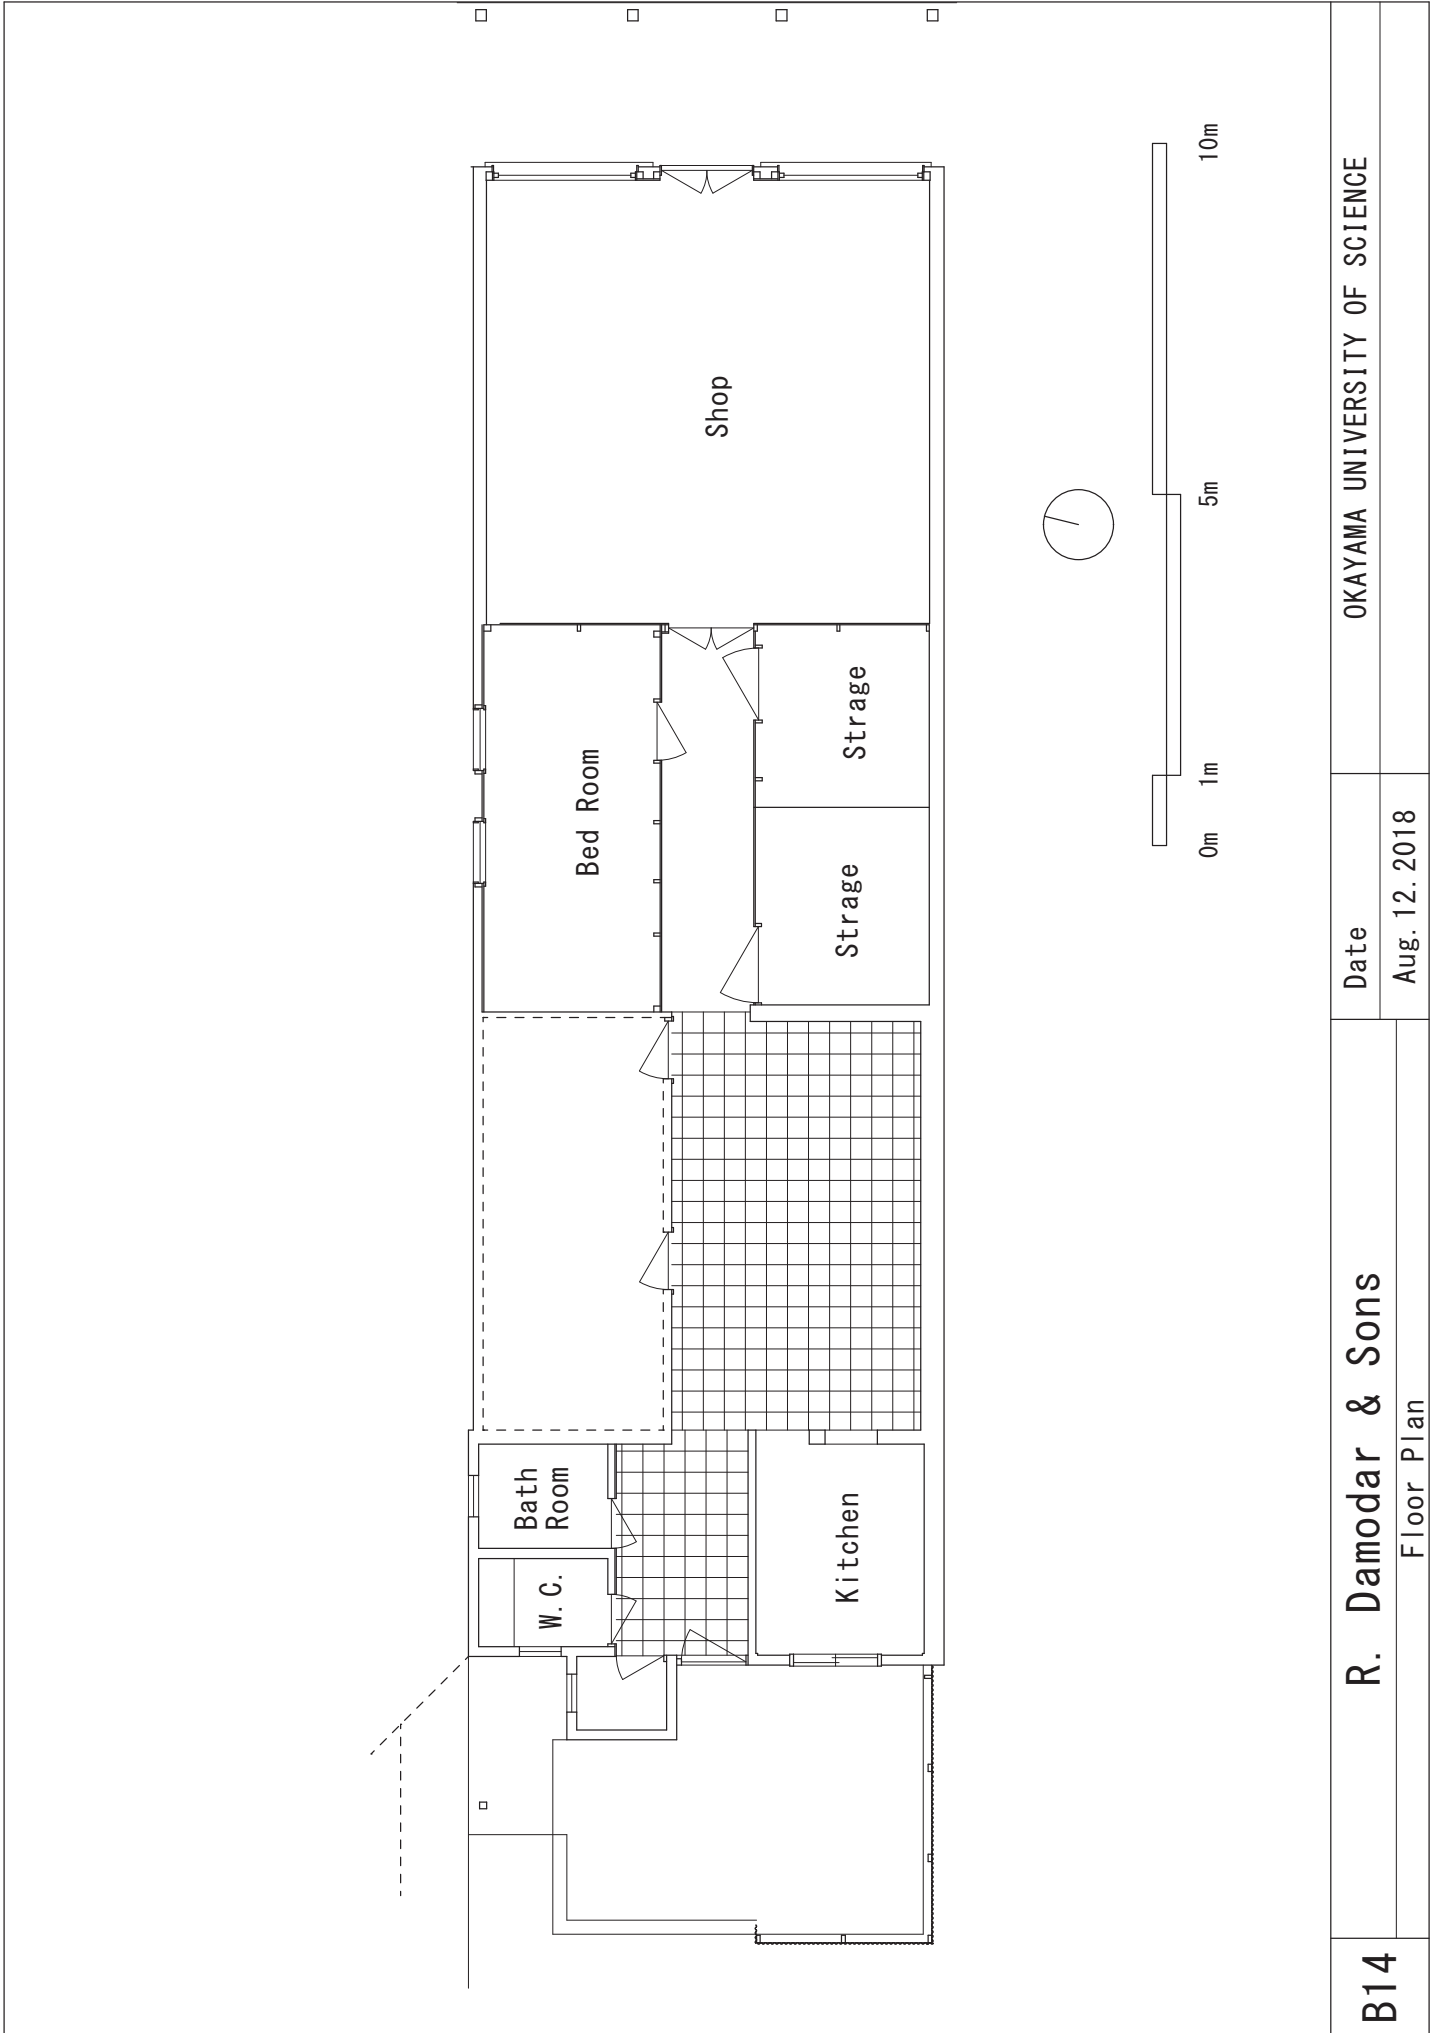 Bath
Room
W.C.
Kitchen
Bed Room
Strage
Strage
Shop
0m
1m
5m
10m
B14
R. Damodar & Sons
Floor Plan
Date
Aug. 12. 2018
OKAYAMA UNIVERSITY OF SCIENCE